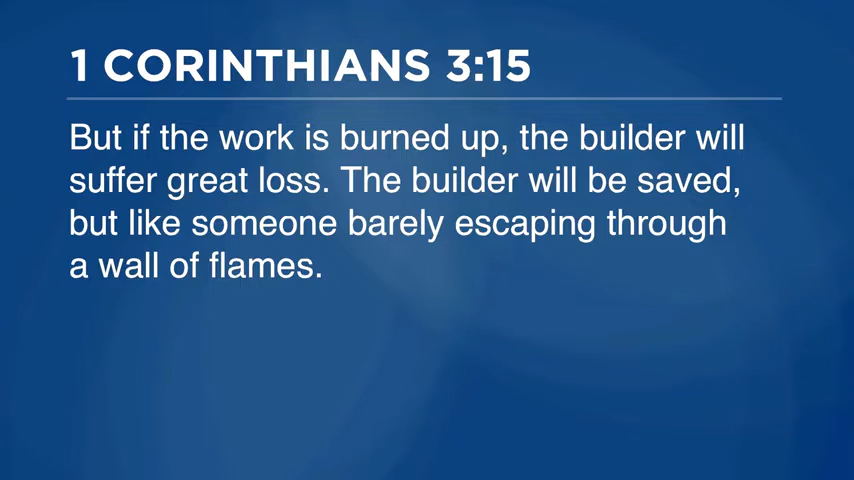 1 CORINTHIANS 3:15
But if the work is burned up, the builder will
suffer great loss. The builder will be saved,
but like someone barely escaping through
a wall of flames.